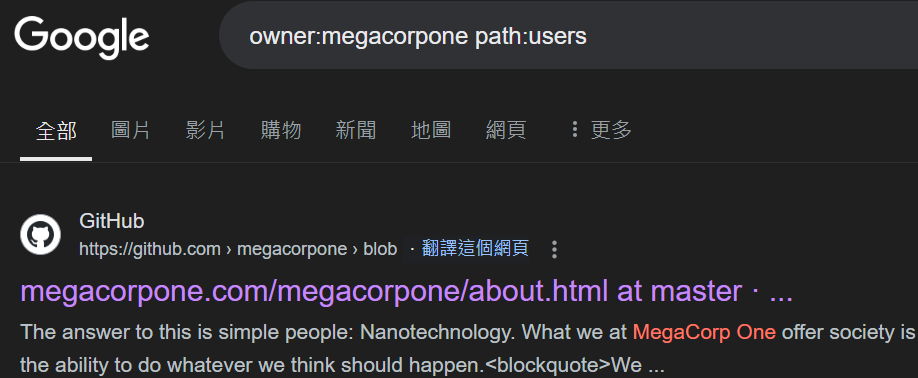 Google
owner:megacorpone path:users
全部 圖片 影片 購物 新聞 地圖 網頁 ⋮ 更多
GitHub
https://github.com › megacorpone › blob · 翻譯這個網頁 ⋮
megacorpone.com/megacorpone/about.html at master · ...
The answer to this is simple people: Nanotechnology. What we at MegaCorp One offer society is
the ability to do whatever we think should happen.<blockquote>We ...